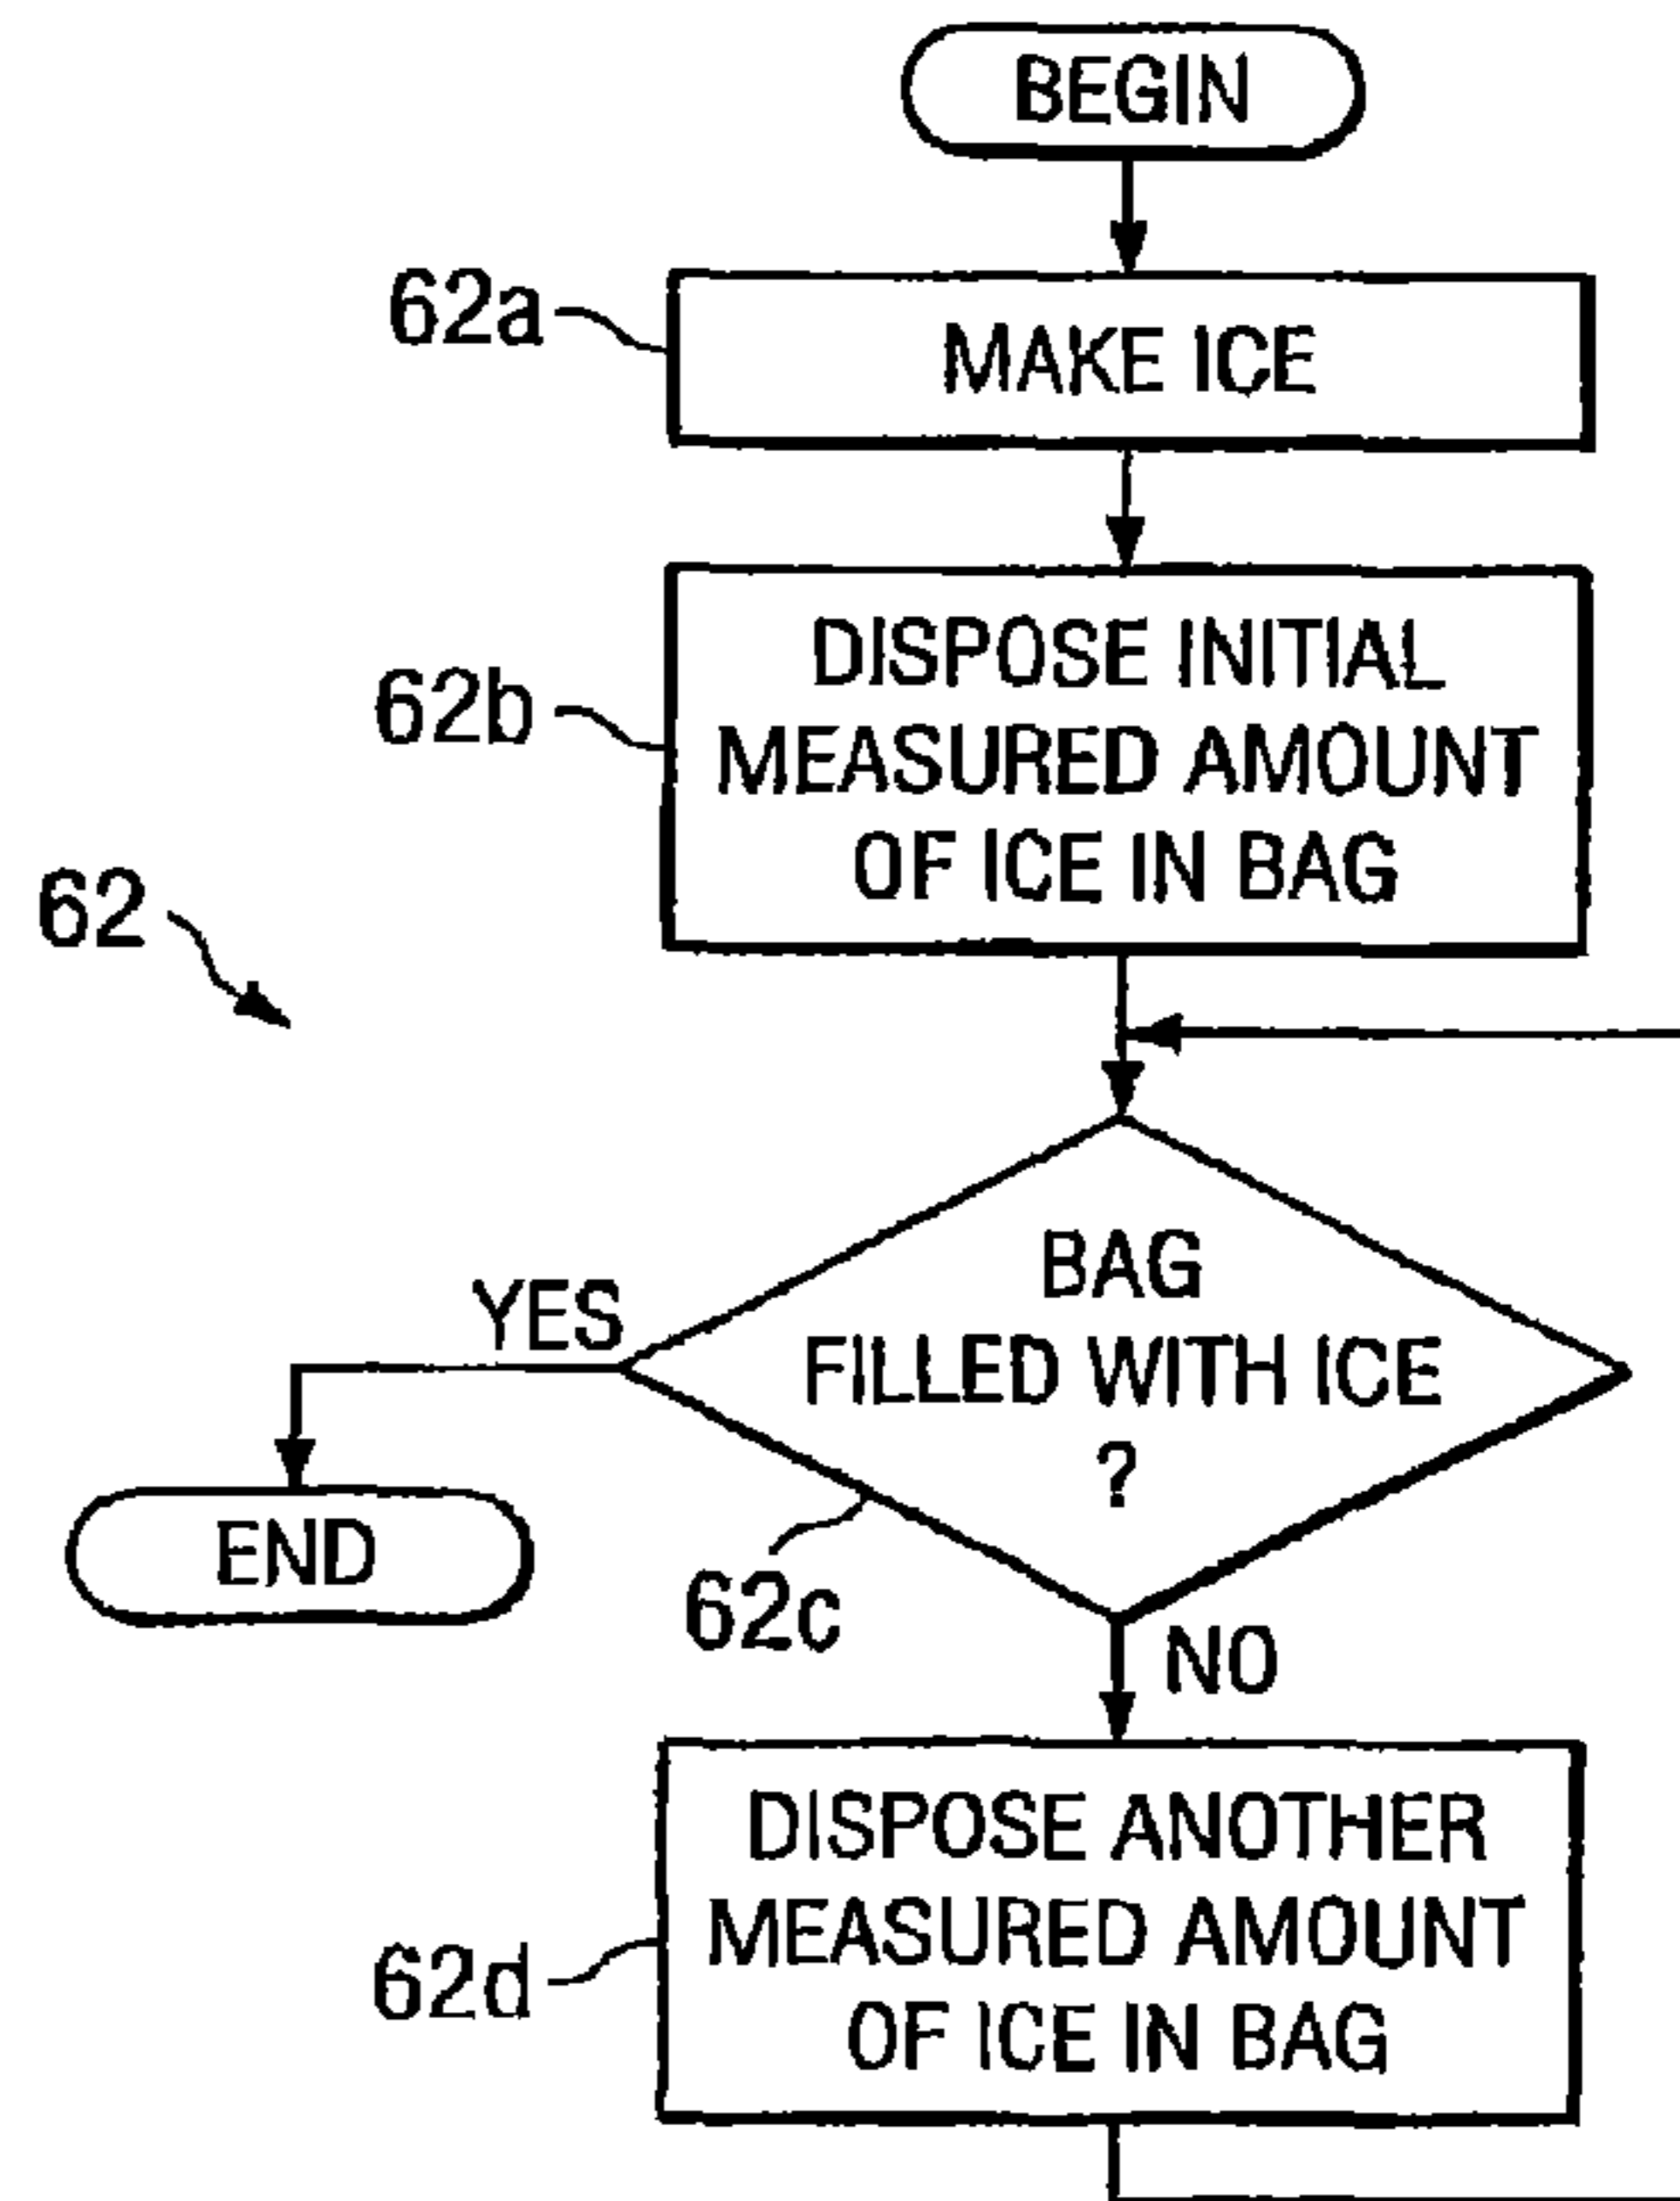 BEGIN
62a
MAKE ICE
62b
DISPOSE INITIAL
MEASURED AMOUNT
OF ICE IN BAG
62
BAG
FILLED WITH ICE
?
YES
END
62c
NO
62d
DISPOSE ANOTHER
MEASURED AMOUNT
OF ICE IN BAG